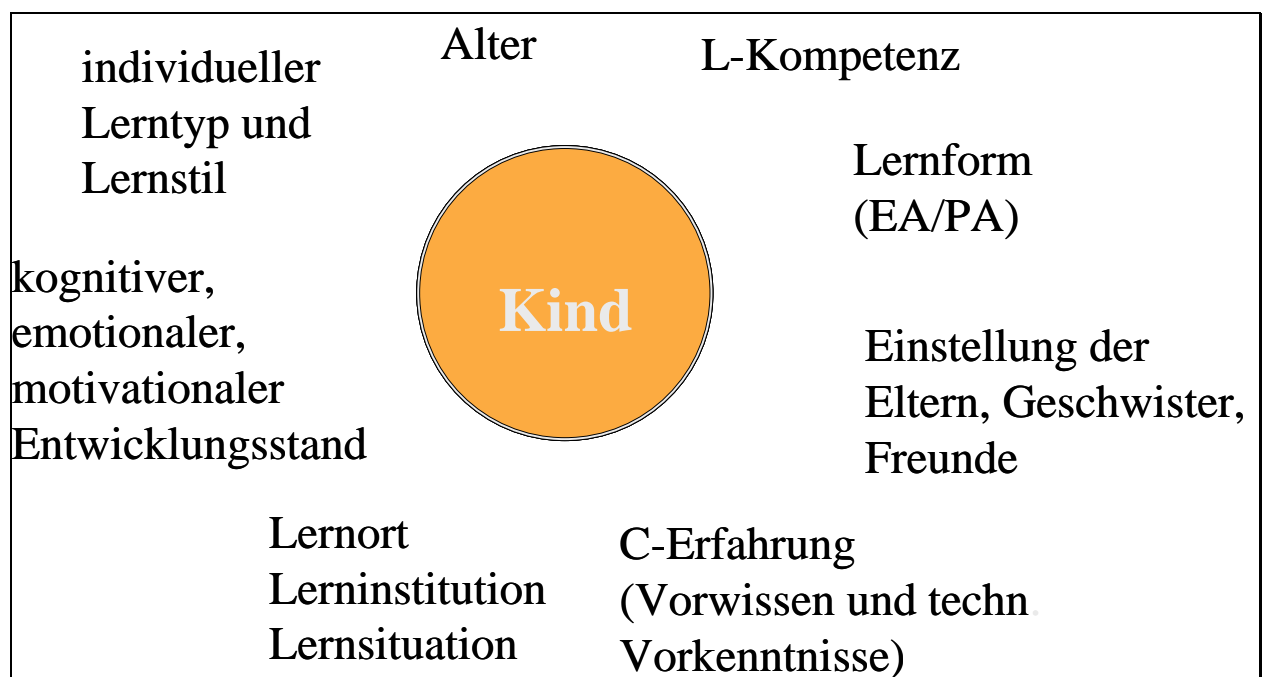 individueller
Lerntyp und
Lernstil
Alter
L-Kompetenz
Lernform
(EA/PA)
Kind
kognitiver,
emotionaler,
motivationaler
Entwicklungsstand
Einstellung der
Eltern, Geschwister,
Freunde
Lernort
Lerninstitution
Lernsituation
C-Erfahrung
(Vorwissen und techn.
Vorkenntnisse)